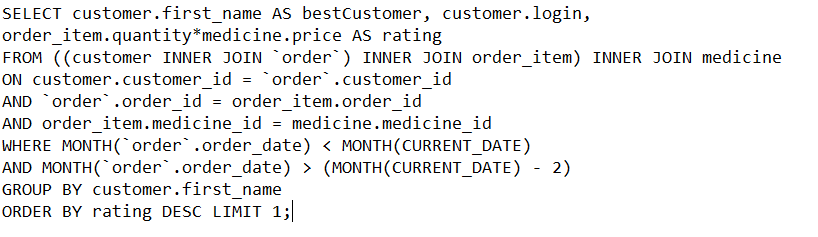 SELECT customer.first_name AS bestCustomer, customer.login,
order_item.quantity*medicine.price AS rating
FROM ((customer INNER JOIN `order`) INNER JOIN order_item) INNER JOIN medicine
ON customer.customer_id = `order`.customer_id
AND `order`.order_id = order_item.order_id
AND order_item.medicine_id = medicine.medicine_id
WHERE MONTH(`order`.order_date) < MONTH(CURRENT_DATE)
AND MONTH(`order`.order_date) > (MONTH(CURRENT_DATE) - 2)
GROUP BY customer.first_name
ORDER BY rating DESC LIMIT 1;